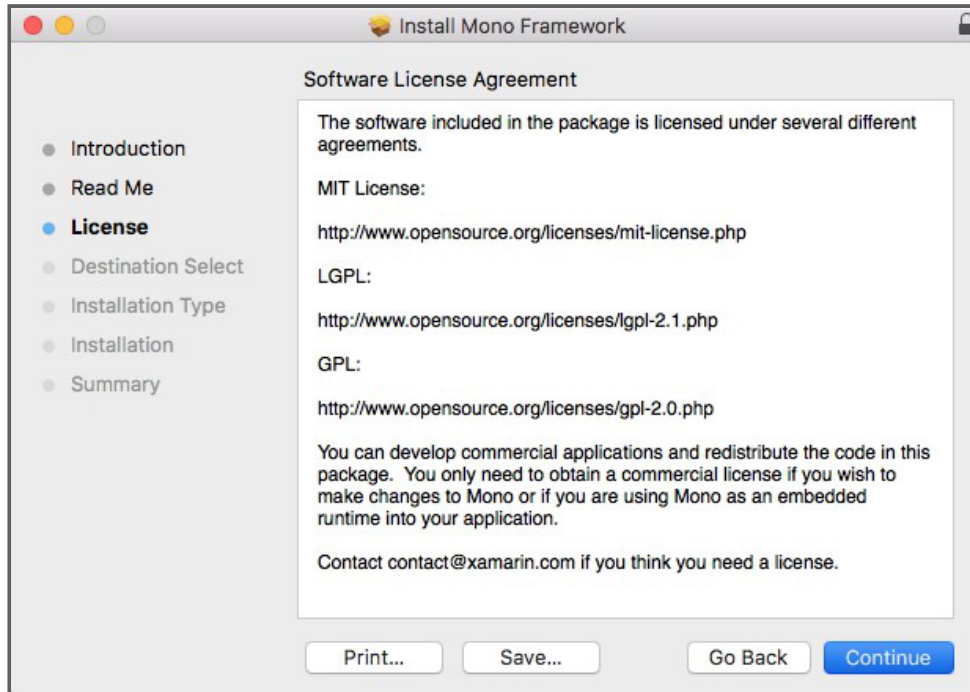 Install Mono Framework
Software License Agreement
Introduction
Read Me
License
Destination Select
Installation Type
Installation
Summary
The software included in the package is licensed under several different
agreements.
MIT License:
http://www.opensource.org/licenses/mit-license.php
LGPL:
http://www.opensource.org/licenses/lgpl-2.1.php
GPL:
http://www.opensource.org/licenses/gpl-2.0.php
You can develop commercial applications and redistribute the code in this
package.  You only need to obtain a commercial license if you wish to
make changes to Mono or if you are using Mono as an embedded
runtime into your application.
Contact contact@xamarin.com if you think you need a license.
Print...
Save...
Go Back
Continue